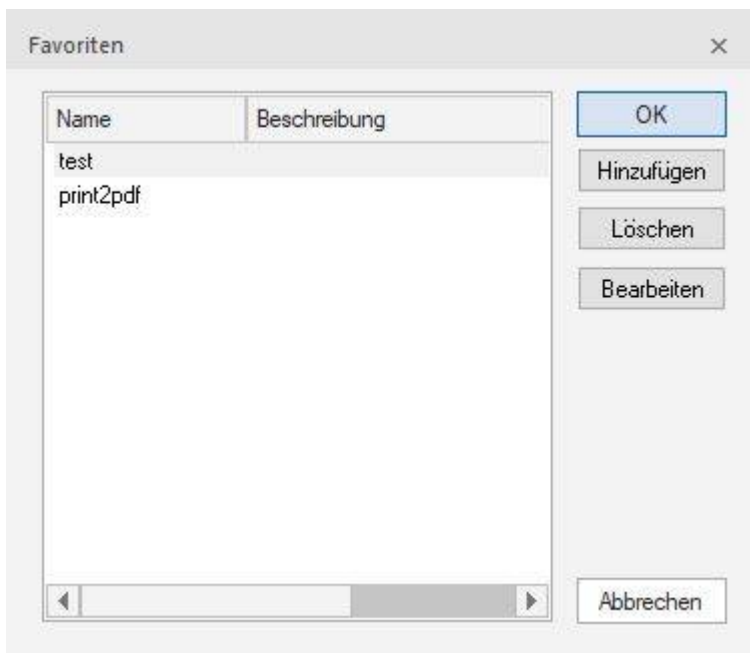 Favoriten
Name Beschreibung
test
print2pdf
OK
Hinzufügen
Löschen
Bearbeiten
Abbrechen